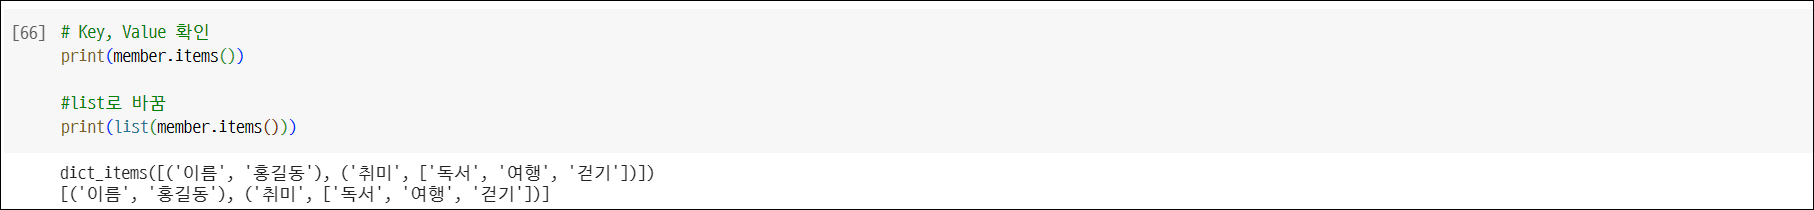 [66] # Key, Value 확인
print(member.items())
#list로 바꿈
print(list(member.items()))
dict_items([('이름', '홍길동'), ('취미', ['독서', '여행', '걷기'])])
[('이름', '홍길동'), ('취미', ['독서', '여행', '걷기'])]